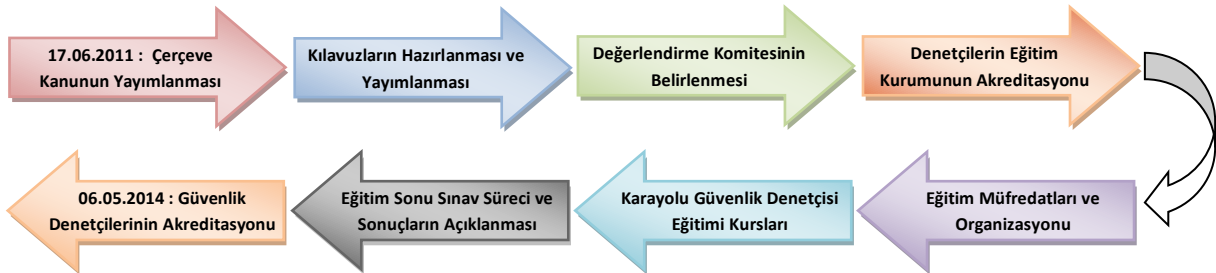 17.06.2011 : Çerçeve
Kanunun Yayımlanması
Kılavuzların Hazırlanması ve
Yayımlanması
Değerlendirme Komitesinin
Belirlenmesi
Denetçilerin Eğitim
Kurumunun Akreditasyonu
Eğitim Müfredatları ve
Organizasyonu
Karayolu Güvenlik Denetçisi
Eğitimi Kursları
Eğitim Sonu Sınav Süreci ve
Sonuçların Açıklanması
06.05.2014 : Güvenlik
Denetçilerinin Akreditasyonu